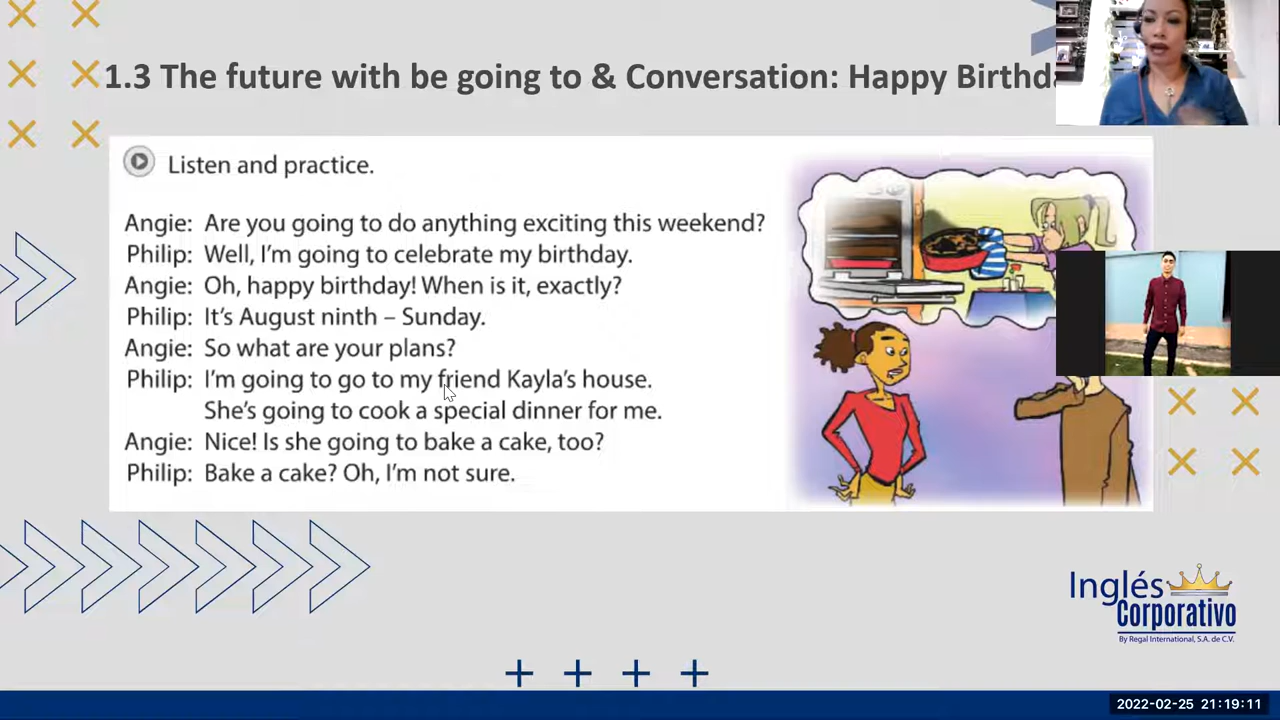 1.3 The future with be going to & Conversation: Happy
Listen and practice.
Angie: Are you going to do anything exciting this weekend?
Philip: Well, I'm going to celebrate my birthday.
Angie: Oh, happy birthday! When is it, exactly?
Philip: It's August ninth – Sunday.
Angie: So what are your plans?
Philip: I'm going to go to my friend Kayla's house.
She's going to cook a special dinner for me.
Angie: Nice! Is she going to bake a cake, too?
Philip: Bake a cake? Oh, I'm not sure.
Inglés
Corporativo
By Regal International, S.A. de C.V.
2022-02-25 21:19:11